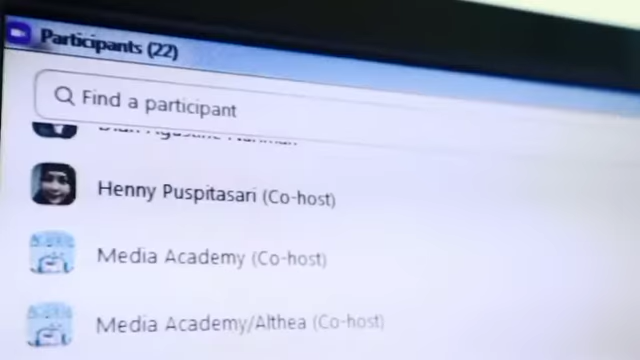 Participants (22)
Find a participant
Henny Puspitasari (Co-host)
Media Academy (Co-host)
Media Academy/Althea (Co-host)